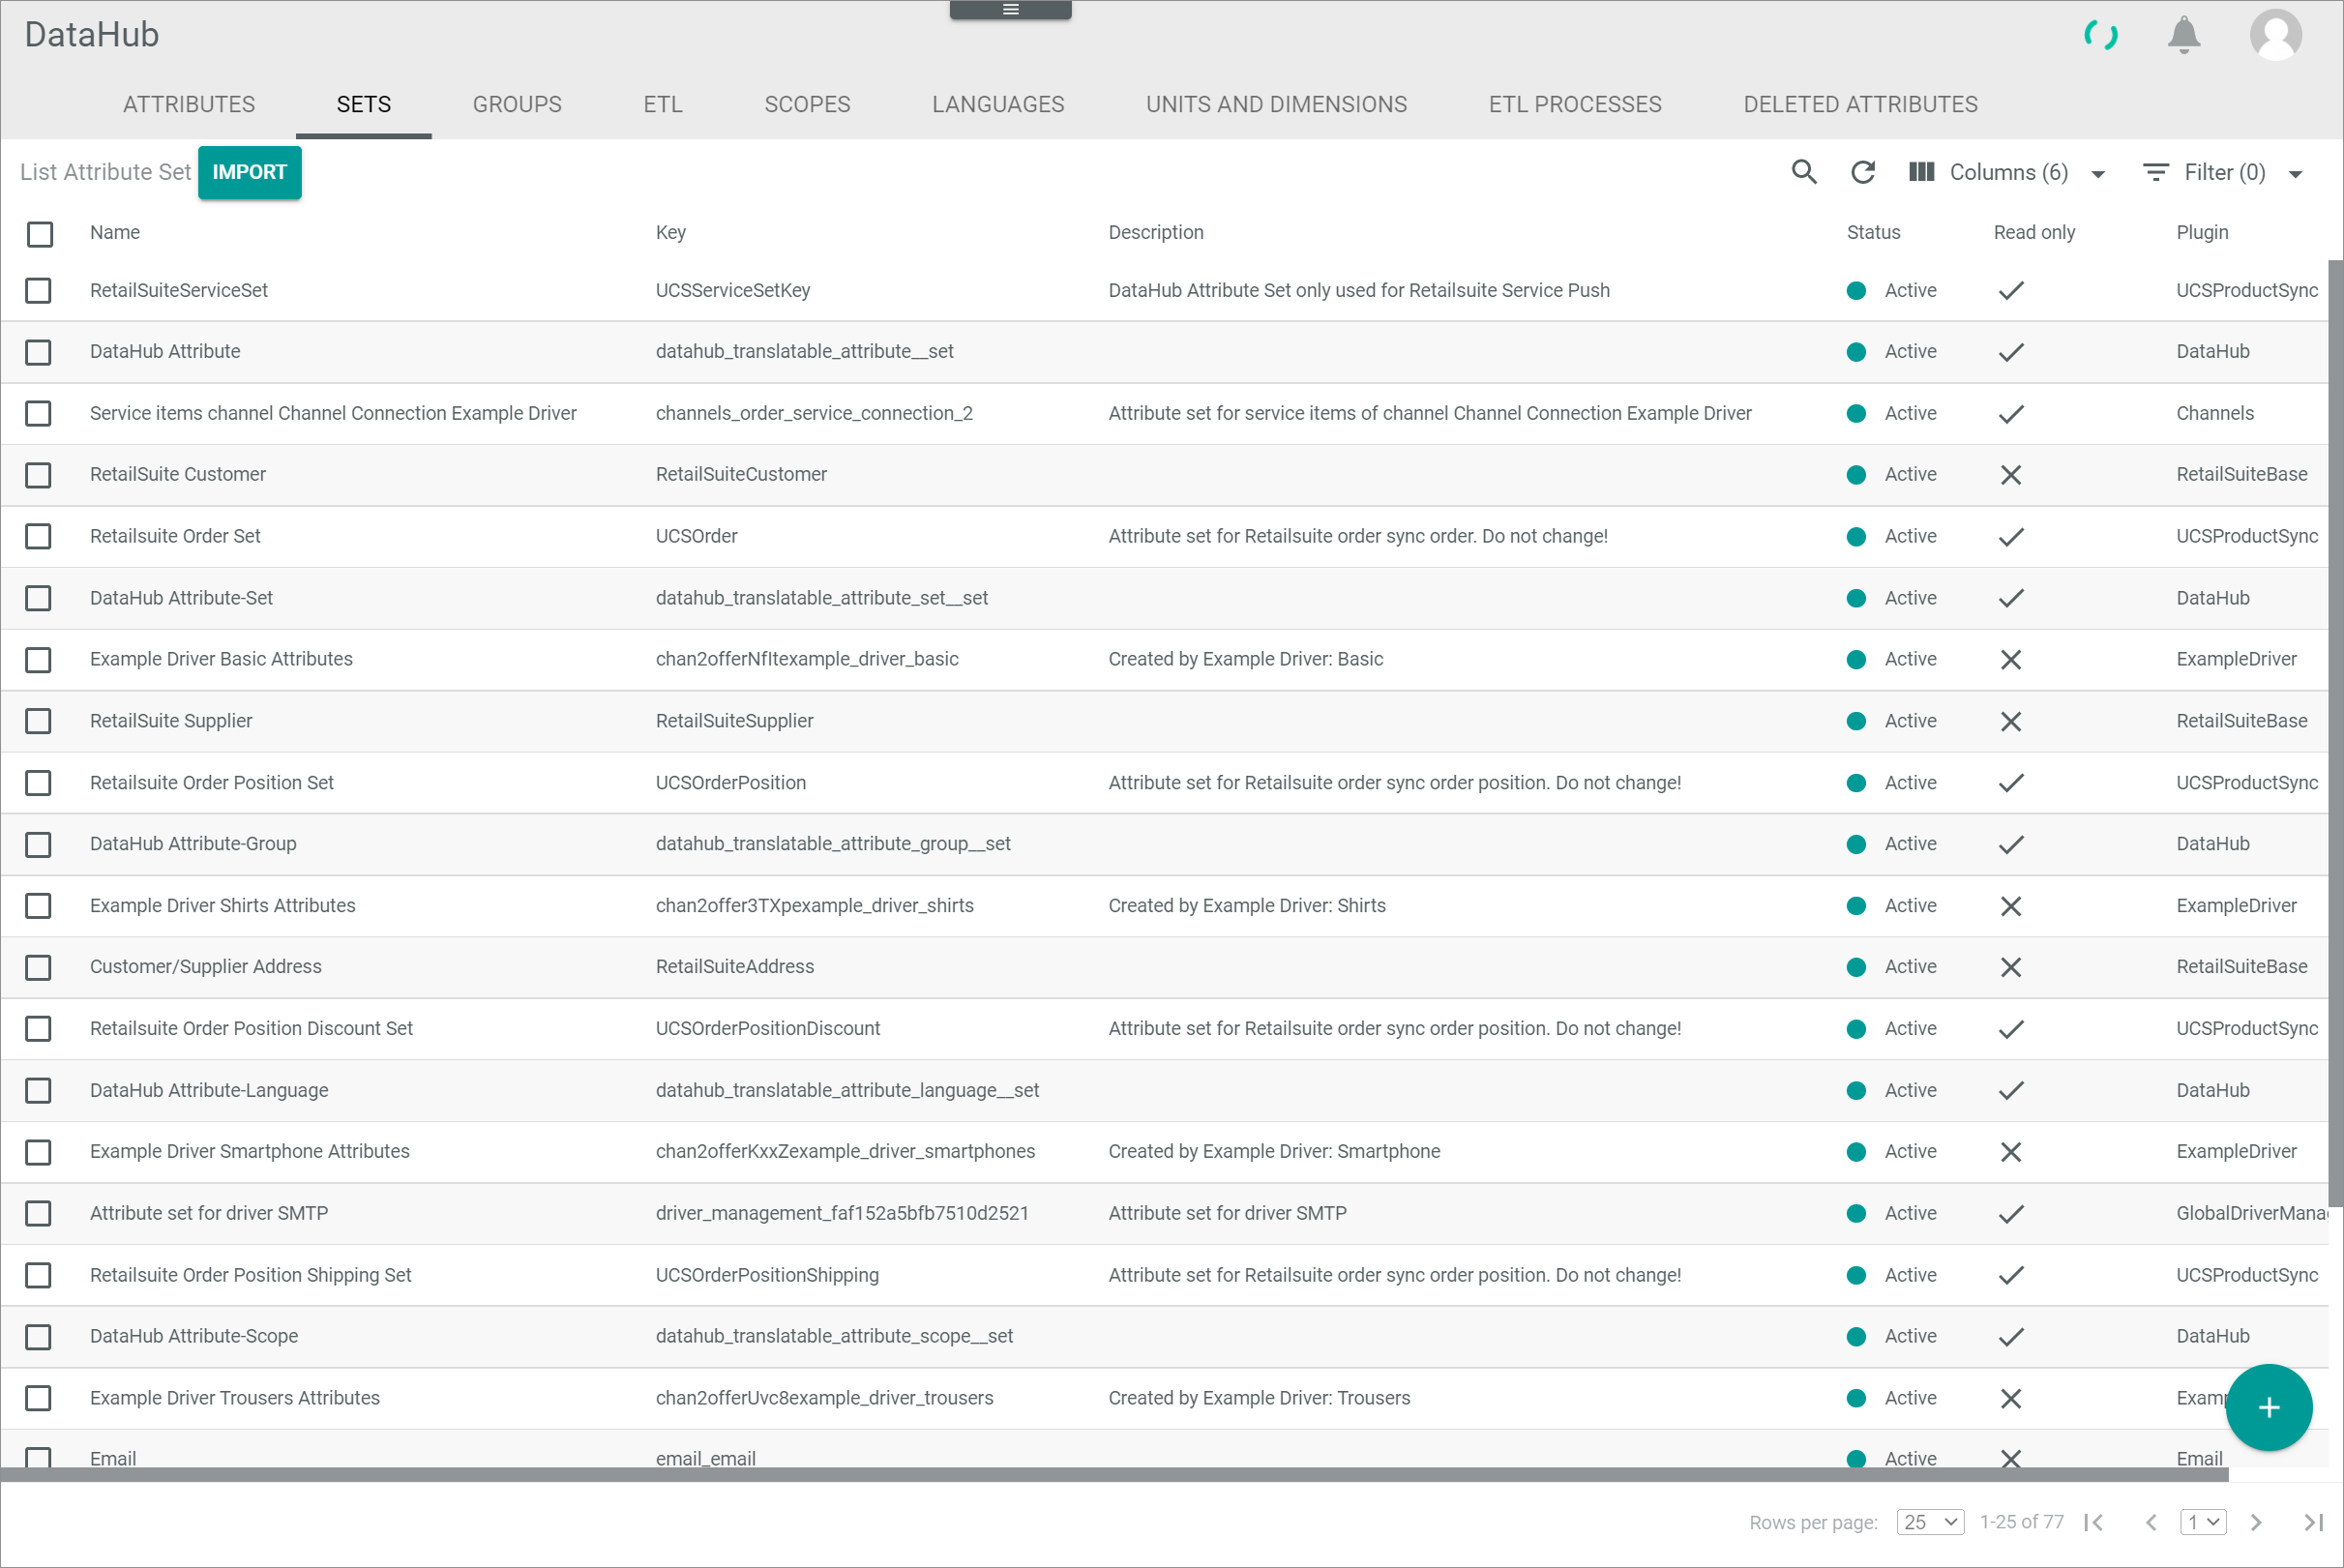 DataHub
ATTRIBUTES SETS GROUPS ETL SCOPES LANGUAGES UNITS AND DIMENSIONS ETL PROCESSES DELETED ATTRIBUTES
List Attribute Set IMPORT Columns (6) Filter (0)
Name Key Description Status Read only Plugin
RetailSuiteServiceSet UCSServiceSetKey DataHub Attribute Set only used for Retailsuite Service Push Active UCSProductSync
DataHub Attribute datahub_translatable_attribute__set Active DataHub
Service items channel Channel Connection Example Driver channels_order_service_connection_2 Attribute set for service items of channel Channel Connection Example Driver Active Channels
RetailSuite Customer RetailSuiteCustomer Active RetailSuiteBase
Retailsuite Order Set UCSOrder Attribute set for Retailsuite order sync order. Do not change! Active UCSProductSync
DataHub Attribute-Set datahub_translatable_attribute_set__set Active DataHub
Example Driver Basic Attributes chan2offerNfItexample_driver_basic Created by Example Driver: Basic Active ExampleDriver
RetailSuite Supplier RetailSuiteSupplier Active RetailSuiteBase
Retailsuite Order Position Set UCSOrderPosition Attribute set for Retailsuite order sync order position. Do not change! Active UCSProductSync
DataHub Attribute-Group datahub_translatable_attribute_group__set Active DataHub
Example Driver Shirts Attributes chan2offer3TXpexample_driver_shirts Created by Example Driver: Shirts Active ExampleDriver
Customer/Supplier Address RetailSuiteAddress Active RetailSuiteBase
Retailsuite Order Position Discount Set UCSOrderPositionDiscount Attribute set for Retailsuite order sync order position. Do not change! Active UCSProductSync
DataHub Attribute-Language datahub_translatable_attribute_language__set Active DataHub
Example Driver Smartphone Attributes chan2offerKxxZexample_driver_smartphones Created by Example Driver: Smartphone Active ExampleDriver
Attribute set for driver SMTP driver_management_faf152a5bfb7510d2521 Attribute set for driver SMTP Active GlobalDriverMana
Retailsuite Order Position Shipping Set UCSOrderPositionShipping Attribute set for Retailsuite order sync order position. Do not change! Active UCSProductSync
DataHub Attribute-Scope datahub_translatable_attribute_scope__set Active DataHub
Example Driver Trousers Attributes chan2offerUvc8example_driver_trousers Created by Example Driver: Trousers Active Examp
Email email_email Active Email
Rows per page: 25 1-25 of 77 1